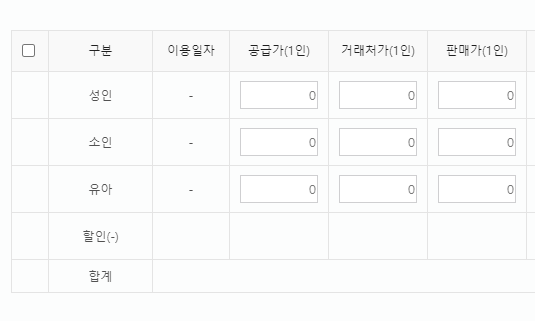 구분 이용일자 공급가(1인) 거래처가(1인) 판매가(1인)
성인 - 0 0 0
소인 - 0 0 0
유아 - 0 0 0
할인(-)
합계